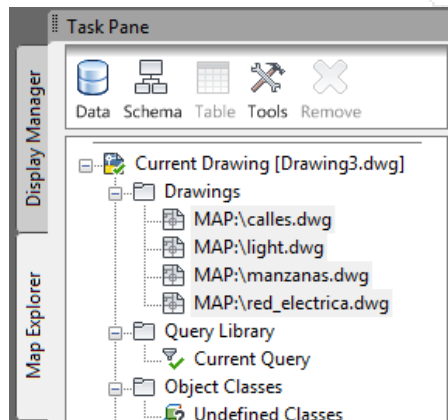 Task Pane
Data Schema Table Tools Remove
Display Manager
Map Explorer
Current Drawing [Drawing3.dwg]
Drawings
MAP:\calles.dwg
MAP:\light.dwg
MAP:\manzanas.dwg
MAP:\red_electrica.dwg
Query Library
Current Query
Object Classes
Undefined Classes